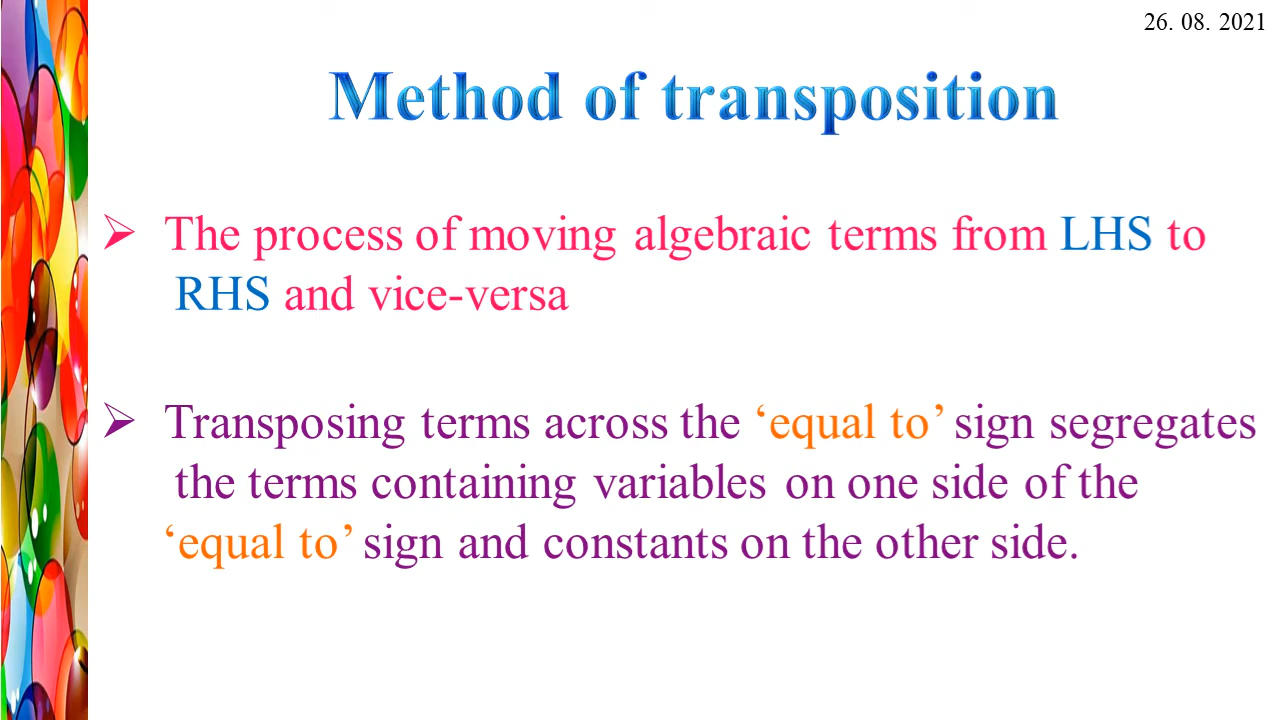 26. 08. 2021
Method of transposition
➢ The process of moving algebraic terms from LHS to
RHS and vice-versa
➢ Transposing terms across the ‘equal to’ sign segregates
the terms containing variables on one side of the
‘equal to’ sign and constants on the other side.